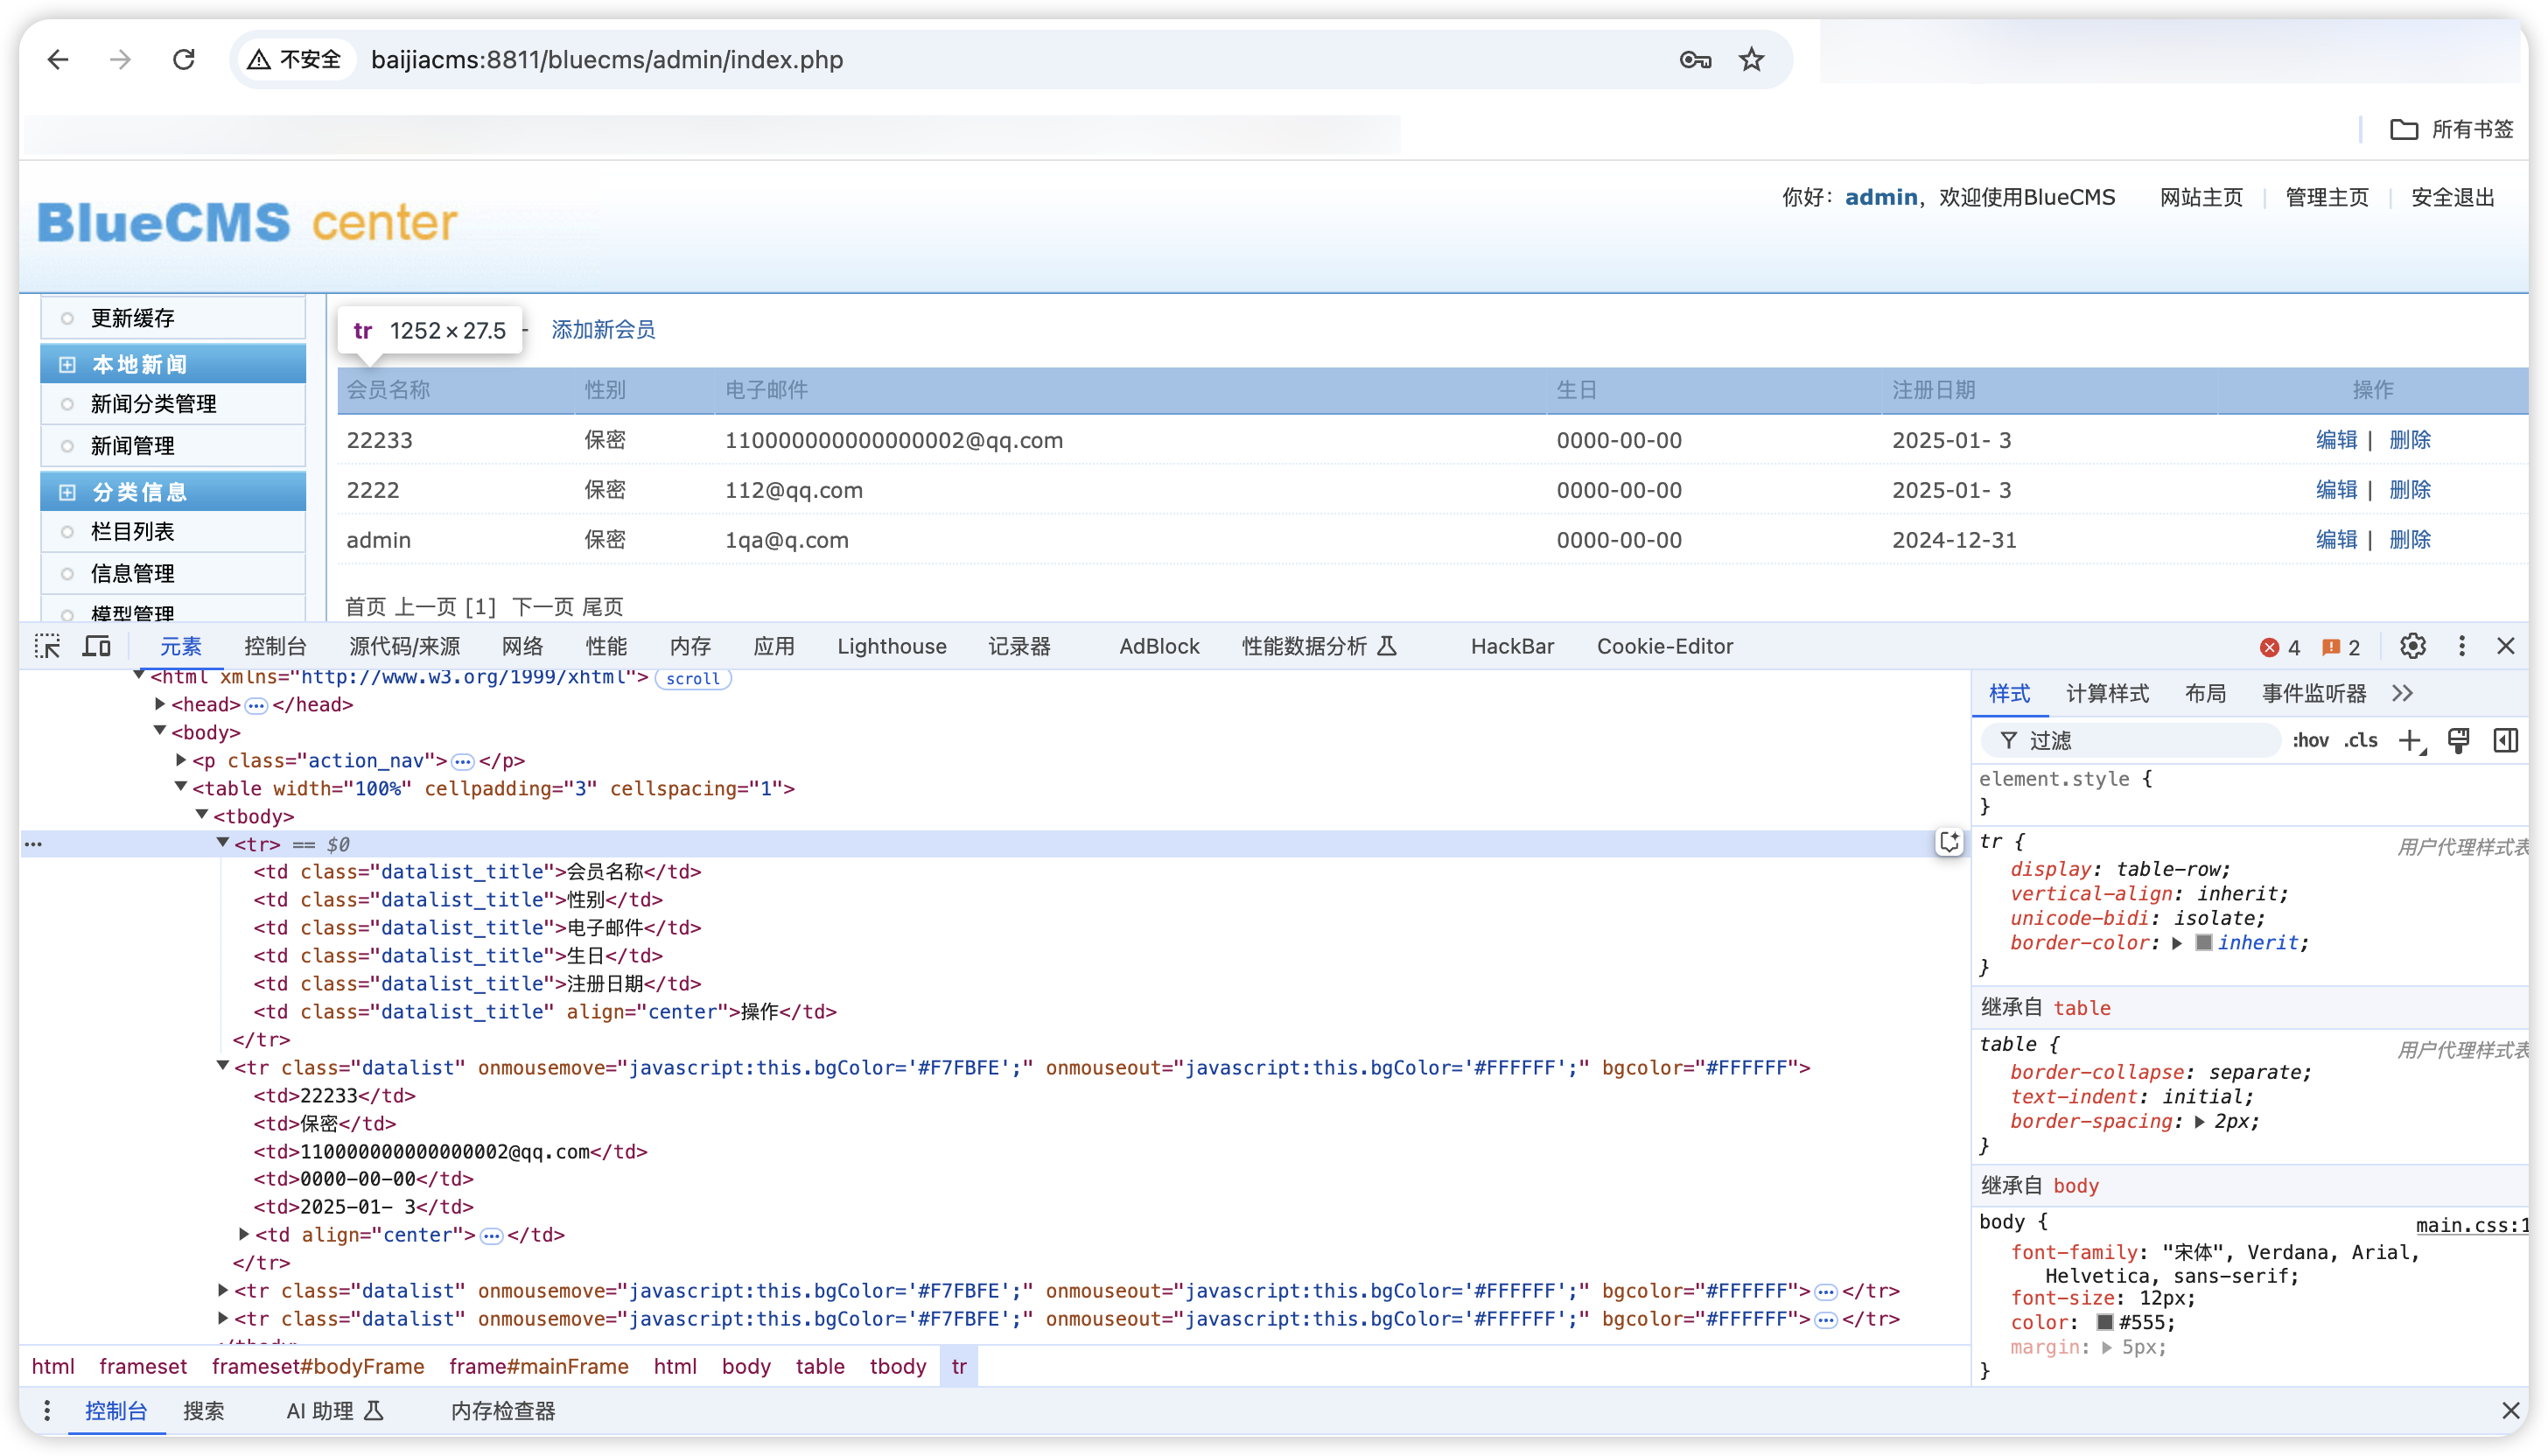 不安全 baijiacms:8811/bluecms/admin/index.php
所有书签
BlueCMS center
你好：admin，欢迎使用BlueCMS 网站主页 管理主页 安全退出
更新缓存
本地新闻
新闻分类管理
新闻管理
分类信息
栏目列表
信息管理
模型管理
tr 1252 × 27.5 - 添加新会员
会员名称 性别 电子邮件 生日 注册日期 操作
22233 保密 110000000000000002@qq.com 0000-00-00 2025-01- 3 编辑 | 删除
2222 保密 112@qq.com 0000-00-00 2025-01- 3 编辑 | 删除
admin 保密 1qa@q.com 0000-00-00 2024-12-31 编辑 | 删除
首页 上一页 [1] 下一页 尾页
元素 控制台 源代码/来源 网络 性能 内存 应用 Lighthouse 记录器 AdBlock 性能数据分析 HackBar Cookie-Editor 4 2
<html xmlns="http://www.w3.org/1999/xhtml"> scroll
<head>…</head>
<body>
<p class="action_nav">…</p>
<table width="100%" cellpadding="3" cellspacing="1">
<tbody>
… <tr> == $0
<td class="datalist_title">会员名称</td>
<td class="datalist_title">性别</td>
<td class="datalist_title">电子邮件</td>
<td class="datalist_title">生日</td>
<td class="datalist_title">注册日期</td>
<td class="datalist_title" align="center">操作</td>
</tr>
<tr class="datalist" onmousemove="javascript:this.bgColor='#F7FBFE';" onmouseout="javascript:this.bgColor='#FFFFFF';" bgcolor="#FFFFFF">
<td>22233</td>
<td>保密</td>
<td>110000000000000002@qq.com</td>
<td>0000-00-00</td>
<td>2025-01- 3</td>
<td align="center">…</td>
</tr>
<tr class="datalist" onmousemove="javascript:this.bgColor='#F7FBFE';" onmouseout="javascript:this.bgColor='#FFFFFF';" bgcolor="#FFFFFF">…</tr>
<tr class="datalist" onmousemove="javascript:this.bgColor='#F7FBFE';" onmouseout="javascript:this.bgColor='#FFFFFF';" bgcolor="#FFFFFF">…</tr>
html frameset frameset#bodyFrame frame#mainFrame html body table tbody tr
样式 计算样式 布局 事件监听器
过滤 :hov .cls
element.style {
}
tr { 用户代理样式表
display: table-row;
vertical-align: inherit;
unicode-bidi: isolate;
border-color: inherit;
}
继承自 table
table { 用户代理样式表
border-collapse: separate;
text-indent: initial;
border-spacing: 2px;
}
继承自 body
body { main.css:1
font-family: "宋体", Verdana, Arial,
Helvetica, sans-serif;
font-size: 12px;
color: #555;
margin: 5px;
}
控制台 搜索 AI 助理 内存检查器